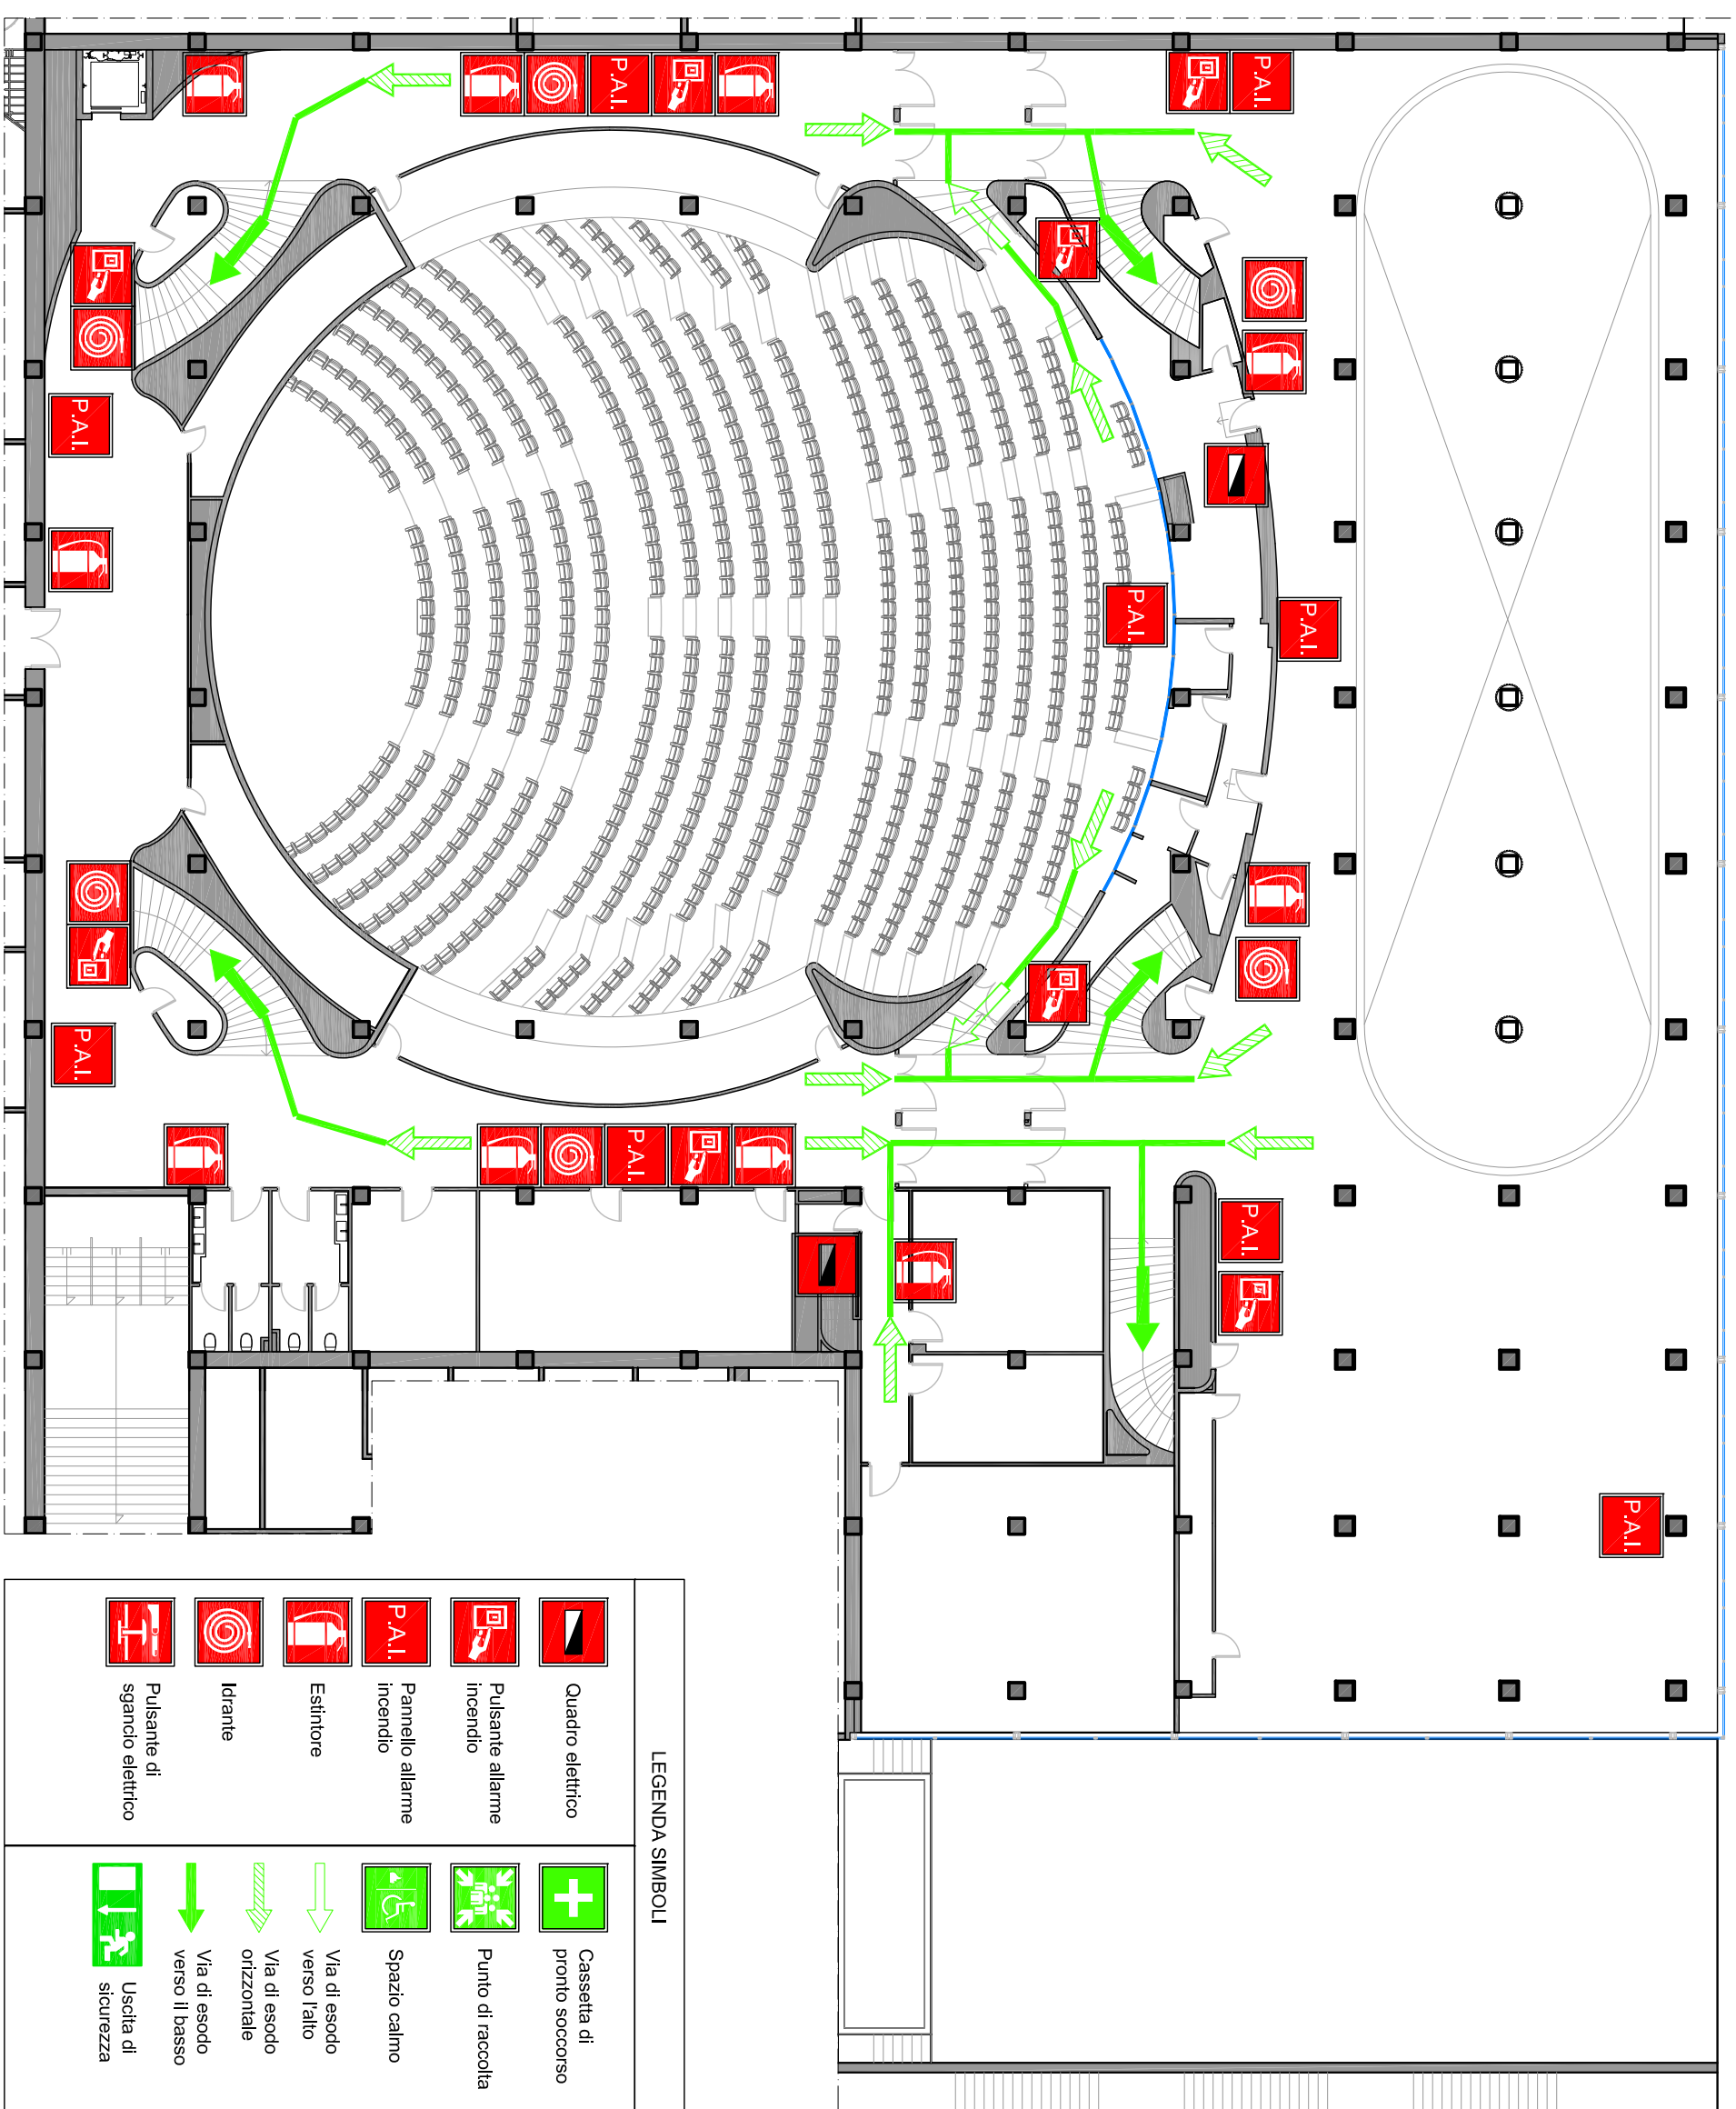 P.A.I.
P.A.I.
P.A.I.
P.A.I.
P.A.I.
P.A.I.
P.A.I.
P.A.I.
P.A.I.
LEGENDA SIMBOLI
Quadro elettrico
Pulsante allarme
incendio
P.A.I.
Pannello allarme
incendio
Estintore
Idrante
Pulsante di
sgancio elettrico
Cassetta di
pronto soccorso
Punto di raccolta
Spazio calmo
Via di esodo
verso l'alto
Via di esodo
orizzontale
Via di esodo
verso il basso
Uscita di
sicurezza